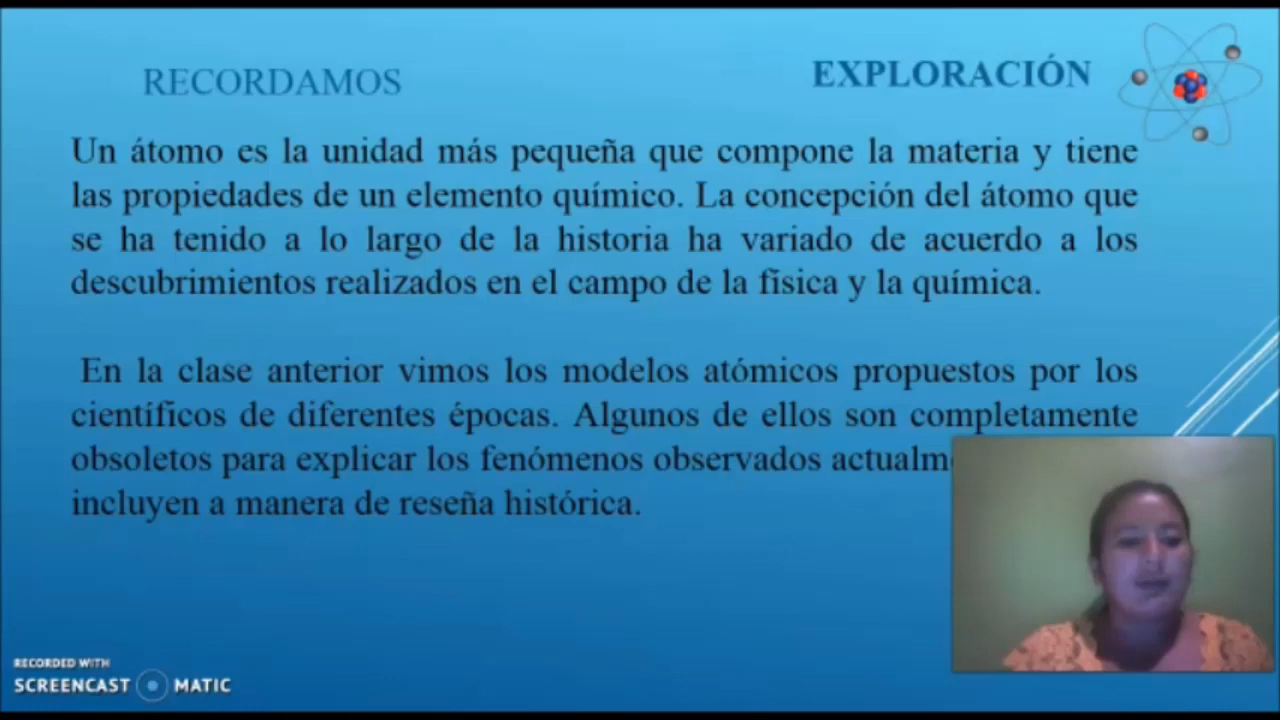 RECORDAMOS
EXPLORACIÓN
Un átomo es la unidad más pequeña que compone la materia y tiene
las propiedades de un elemento químico. La concepción del átomo que
se ha tenido a lo largo de la historia ha variado de acuerdo a los
descubrimientos realizados en el campo de la física y la química.
En la clase anterior vimos los modelos atómicos propuestos por los
científicos de diferentes épocas. Algunos de ellos son completamente
obsoletos para explicar los fenómenos observados
incluyen a manera de reseña histórica.
RECORDED WITH
SCREENCAST MATIC